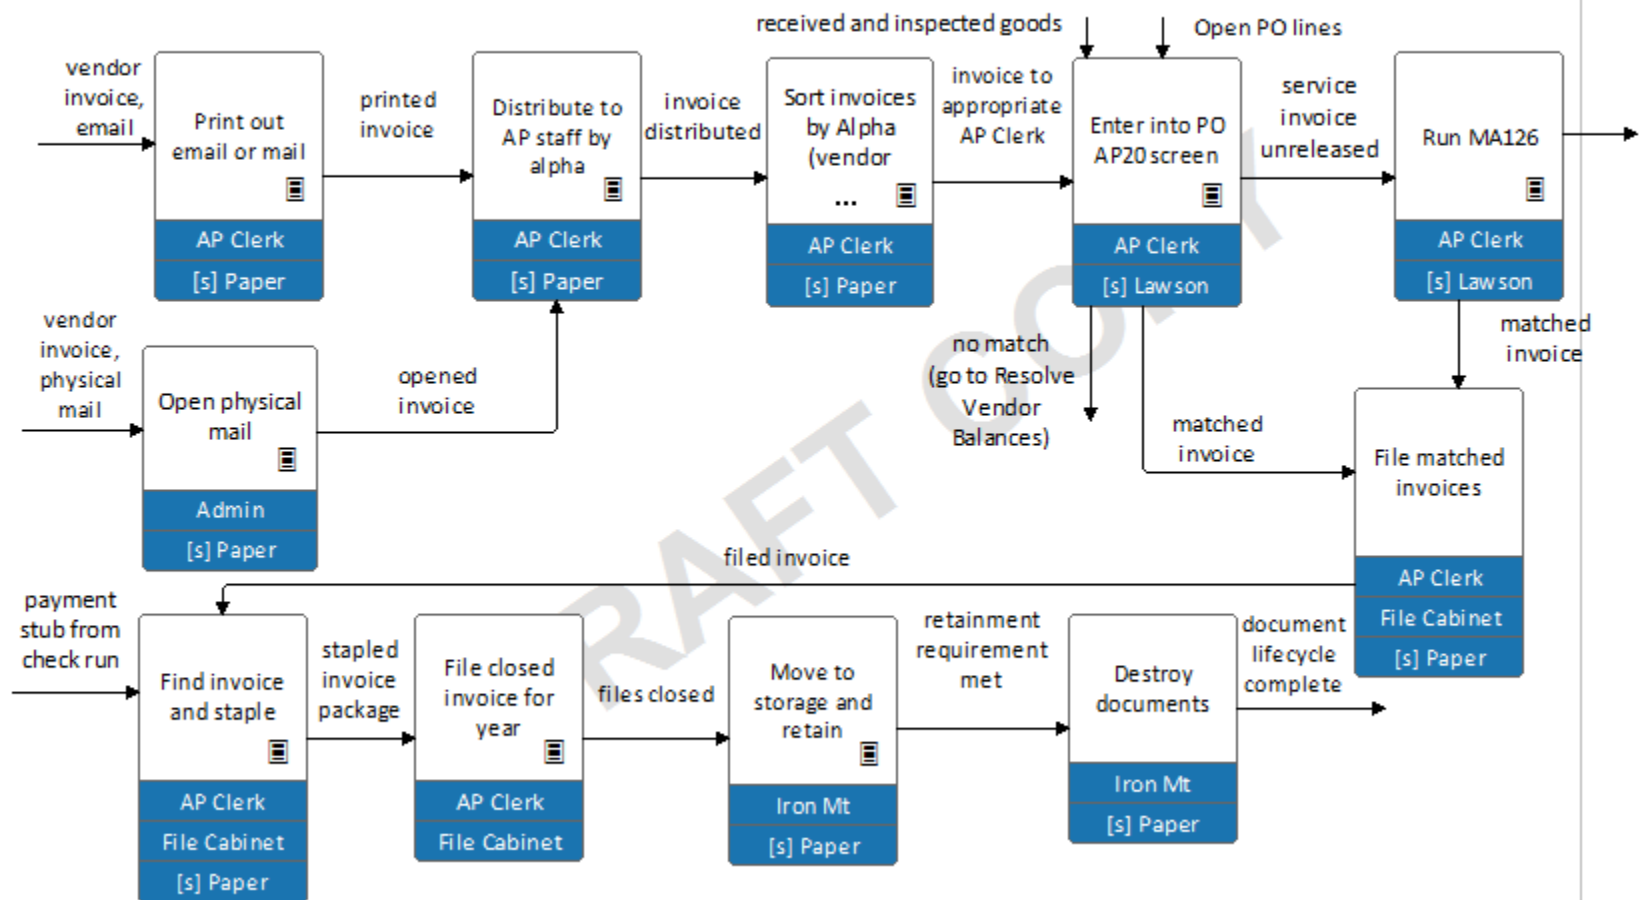 received and inspected goods
Open PO lines
vendor
invoice,
email
Print out
email or mail
AP Clerk
[s] Paper
printed
invoice
Distribute to
AP staff by
alpha
AP Clerk
[s] Paper
invoice
distributed
Sort invoices
by Alpha
(vendor
...
AP Clerk
[s] Paper
invoice to
appropriate
AP Clerk
Enter into PO
AP20 screen
AP Clerk
[s] Lawson
service
invoice
unreleased
Run MA126
AP Clerk
[s] Lawson
vendor
invoice,
physical
mail
Open physical
mail
Admin
[s] Paper
opened
invoice
no match
(go to Resolve
Vendor
Balances)
matched
invoice
matched
invoice
File matched
invoices
AP Clerk
File Cabinet
[s] Paper
filed invoice
payment
stub from
check run
Find invoice
and staple
AP Clerk
File Cabinet
[s] Paper
stapled
invoice
package
File closed
invoice for
year
AP Clerk
File Cabinet
files closed
Move to
storage and
retain
Iron Mt
[s] Paper
retainment
requirement
met
Destroy
documents
Iron Mt
[s] Paper
document
lifecycle
complete
RAFT COPY